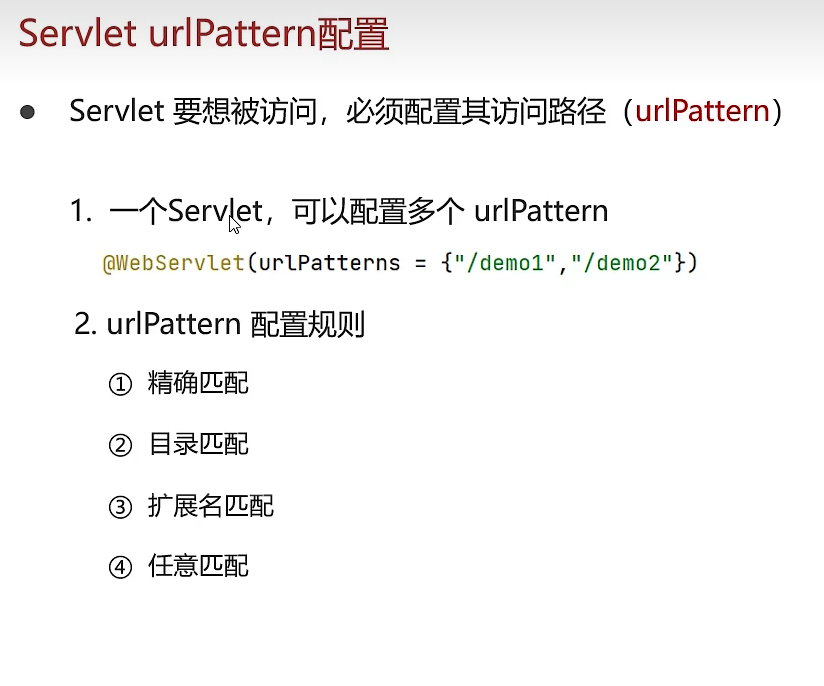 Servlet urlPattern配置
● Servlet 要想被访问，必须配置其访问路径（urlPattern）
1. 一个Servlet，可以配置多个 urlPattern
@WebServlet(urlPatterns = {"/demo1","/demo2"})
2. urlPattern 配置规则
① 精确匹配
② 目录匹配
③ 扩展名匹配
④ 任意匹配